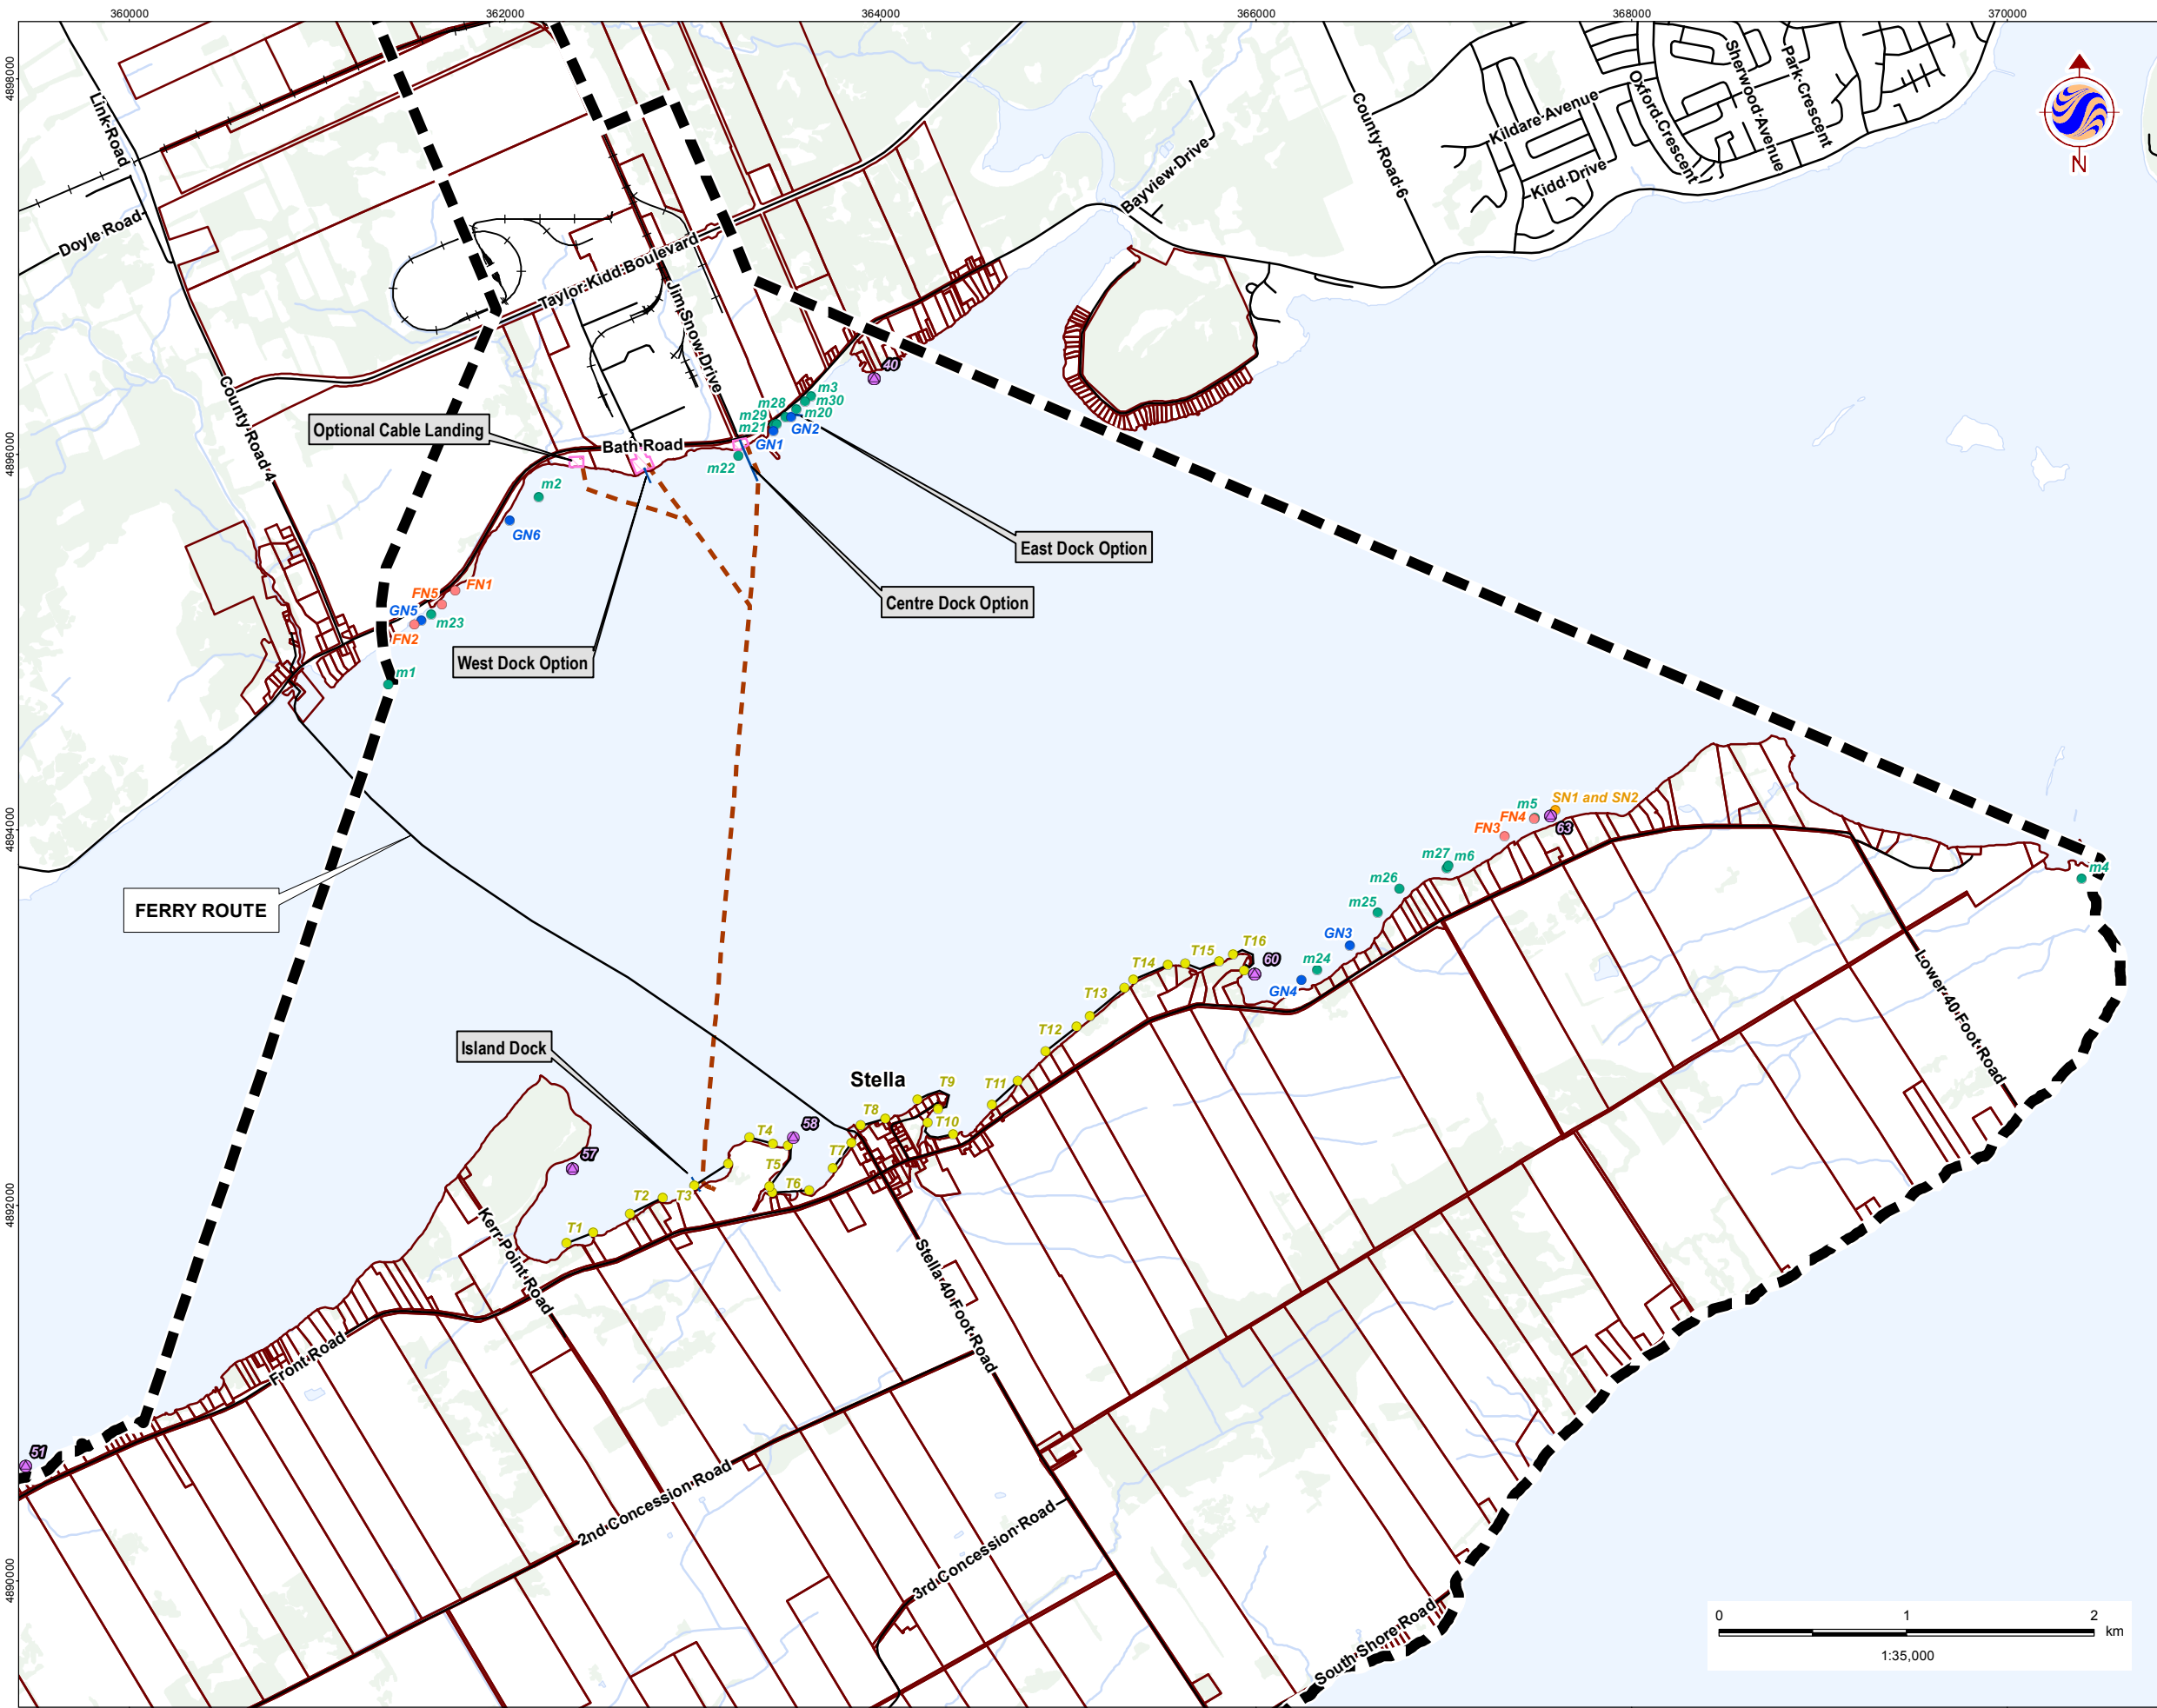 360000
362000
364000
366000
368000
370000
4898000
4896000
4894000
4892000
4890000
Link Road
Doyle Road
County Road 4
Taylor Kidd Boulevard
Jim Snow Drive
Bath Road
Bayview Drive
County Road 6
Kildare Avenue
Kidd Drive
Oxford Crescent
Sherwood Avenue
Park Crescent
N
Optional Cable Landing
40
m3
m30
m28
m20
m29
m21
GN2
GN1
m22
m2
GN6
East Dock Option
Centre Dock Option
West Dock Option
FN1
FN5
GN5
m23
FN2
m1
FERRY ROUTE
SN1 and SN2
m5
FN4
FN3
63
m27
m6
m26
m25
m4
GN3
m24
GN4
T16
T15
60
T14
T13
T12
T11
Island Dock
Stella
T9
T8
T10
58
T4
T7
T5
T6
57
T3
T2
T1
Kerr Point Road
Stella 40 Foot Road
Lower 40 Foot Road
Front Road
51
2nd Concession Road
3rd Concession Road
South Shore Road
0 1 2
km
1:35,000